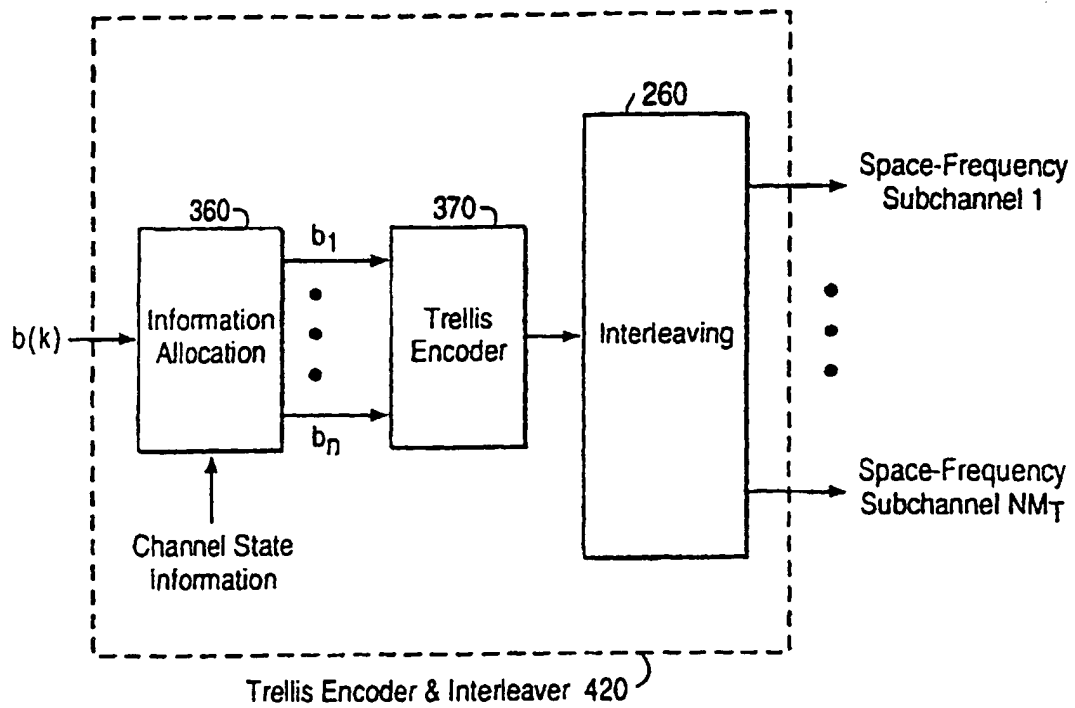 260
Space-Frequency
Subchannel 1
360
370
b1
b(k)
Information
Allocation
Trellis
Encoder
Interleaving
bn
Space-Frequency
Subchannel NMT
Channel State
Information
Trellis Encoder & Interleaver 420